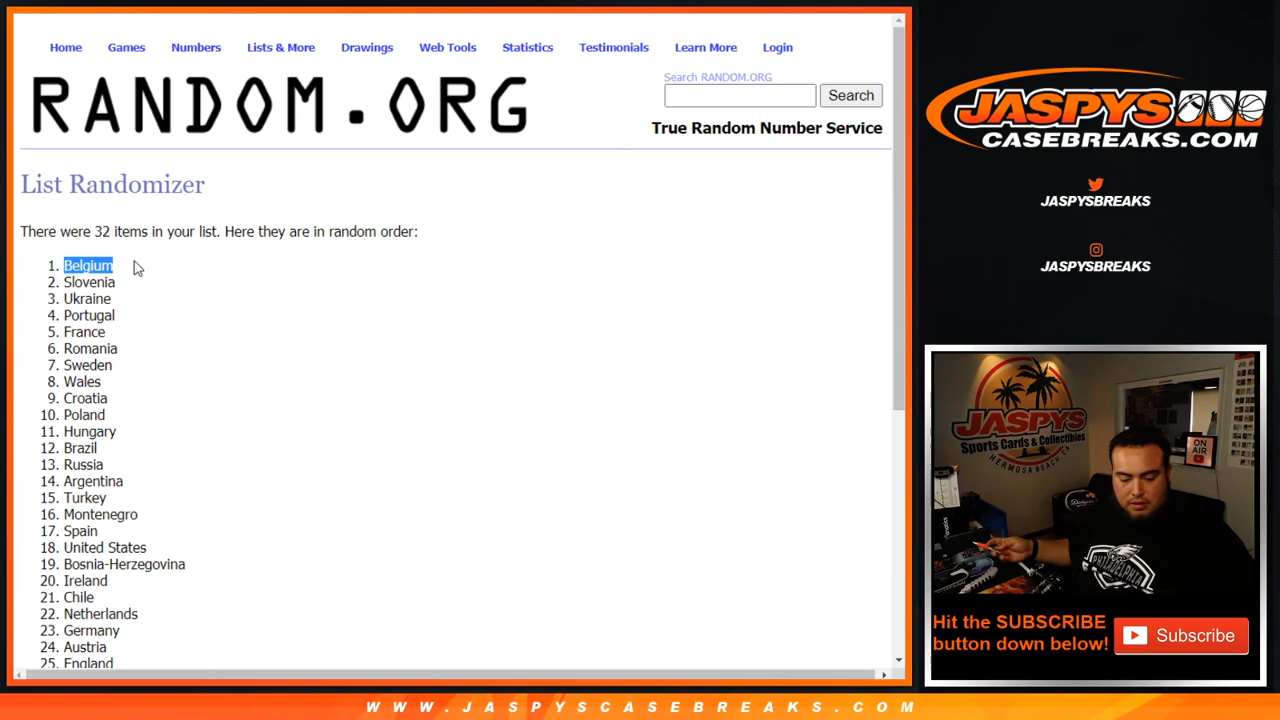 Home Games Numbers Lists & More Drawings Web Tools Statistics Testimonials Learn More Login
RANDOM.ORG
Search RANDOM.ORG
Search
True Random Number Service
List Randomizer
There were 32 items in your list. Here they are in random order:
1. Belgium
2. Slovenia
3. Ukraine
4. Portugal
5. France
6. Romania
7. Sweden
8. Wales
9. Croatia
10. Poland
11. Hungary
12. Brazil
13. Russia
14. Argentina
15. Turkey
16. Montenegro
17. Spain
18. United States
19. Bosnia-Herzegovina
20. Ireland
21. Chile
22. Netherlands
23. Germany
24. Austria
25. England
JASPYS
CASEBREAKS.COM
JASPYSBREAKS
JASPYSBREAKS
JASPYS
Sports Cards & Collectibles
HERMOSA BEACH, CA
ON
AIR
Dodgers
PHILADELPHIA
Hit the SUBSCRIBE
button down below!
Subscribe
WWW.JASPYSCASEBREAKS.COM